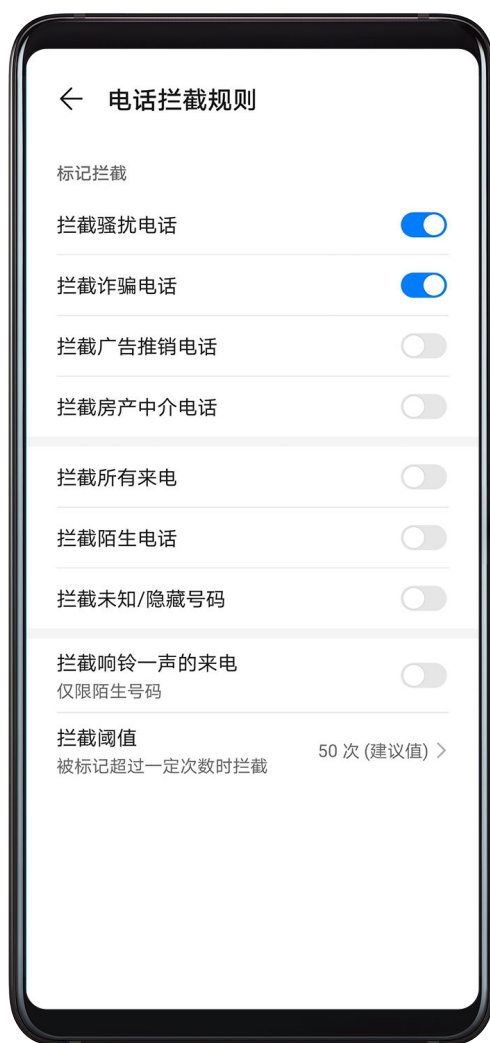 电话拦截规则
标记拦截
拦截骚扰电话
拦截诈骗电话
拦截广告推销电话
拦截房产中介电话
拦截所有来电
拦截陌生电话
拦截未知/隐藏号码
拦截响铃一声的来电
仅限陌生号码
拦截阈值
被标记超过一定次数时拦截
50 次 (建议值)